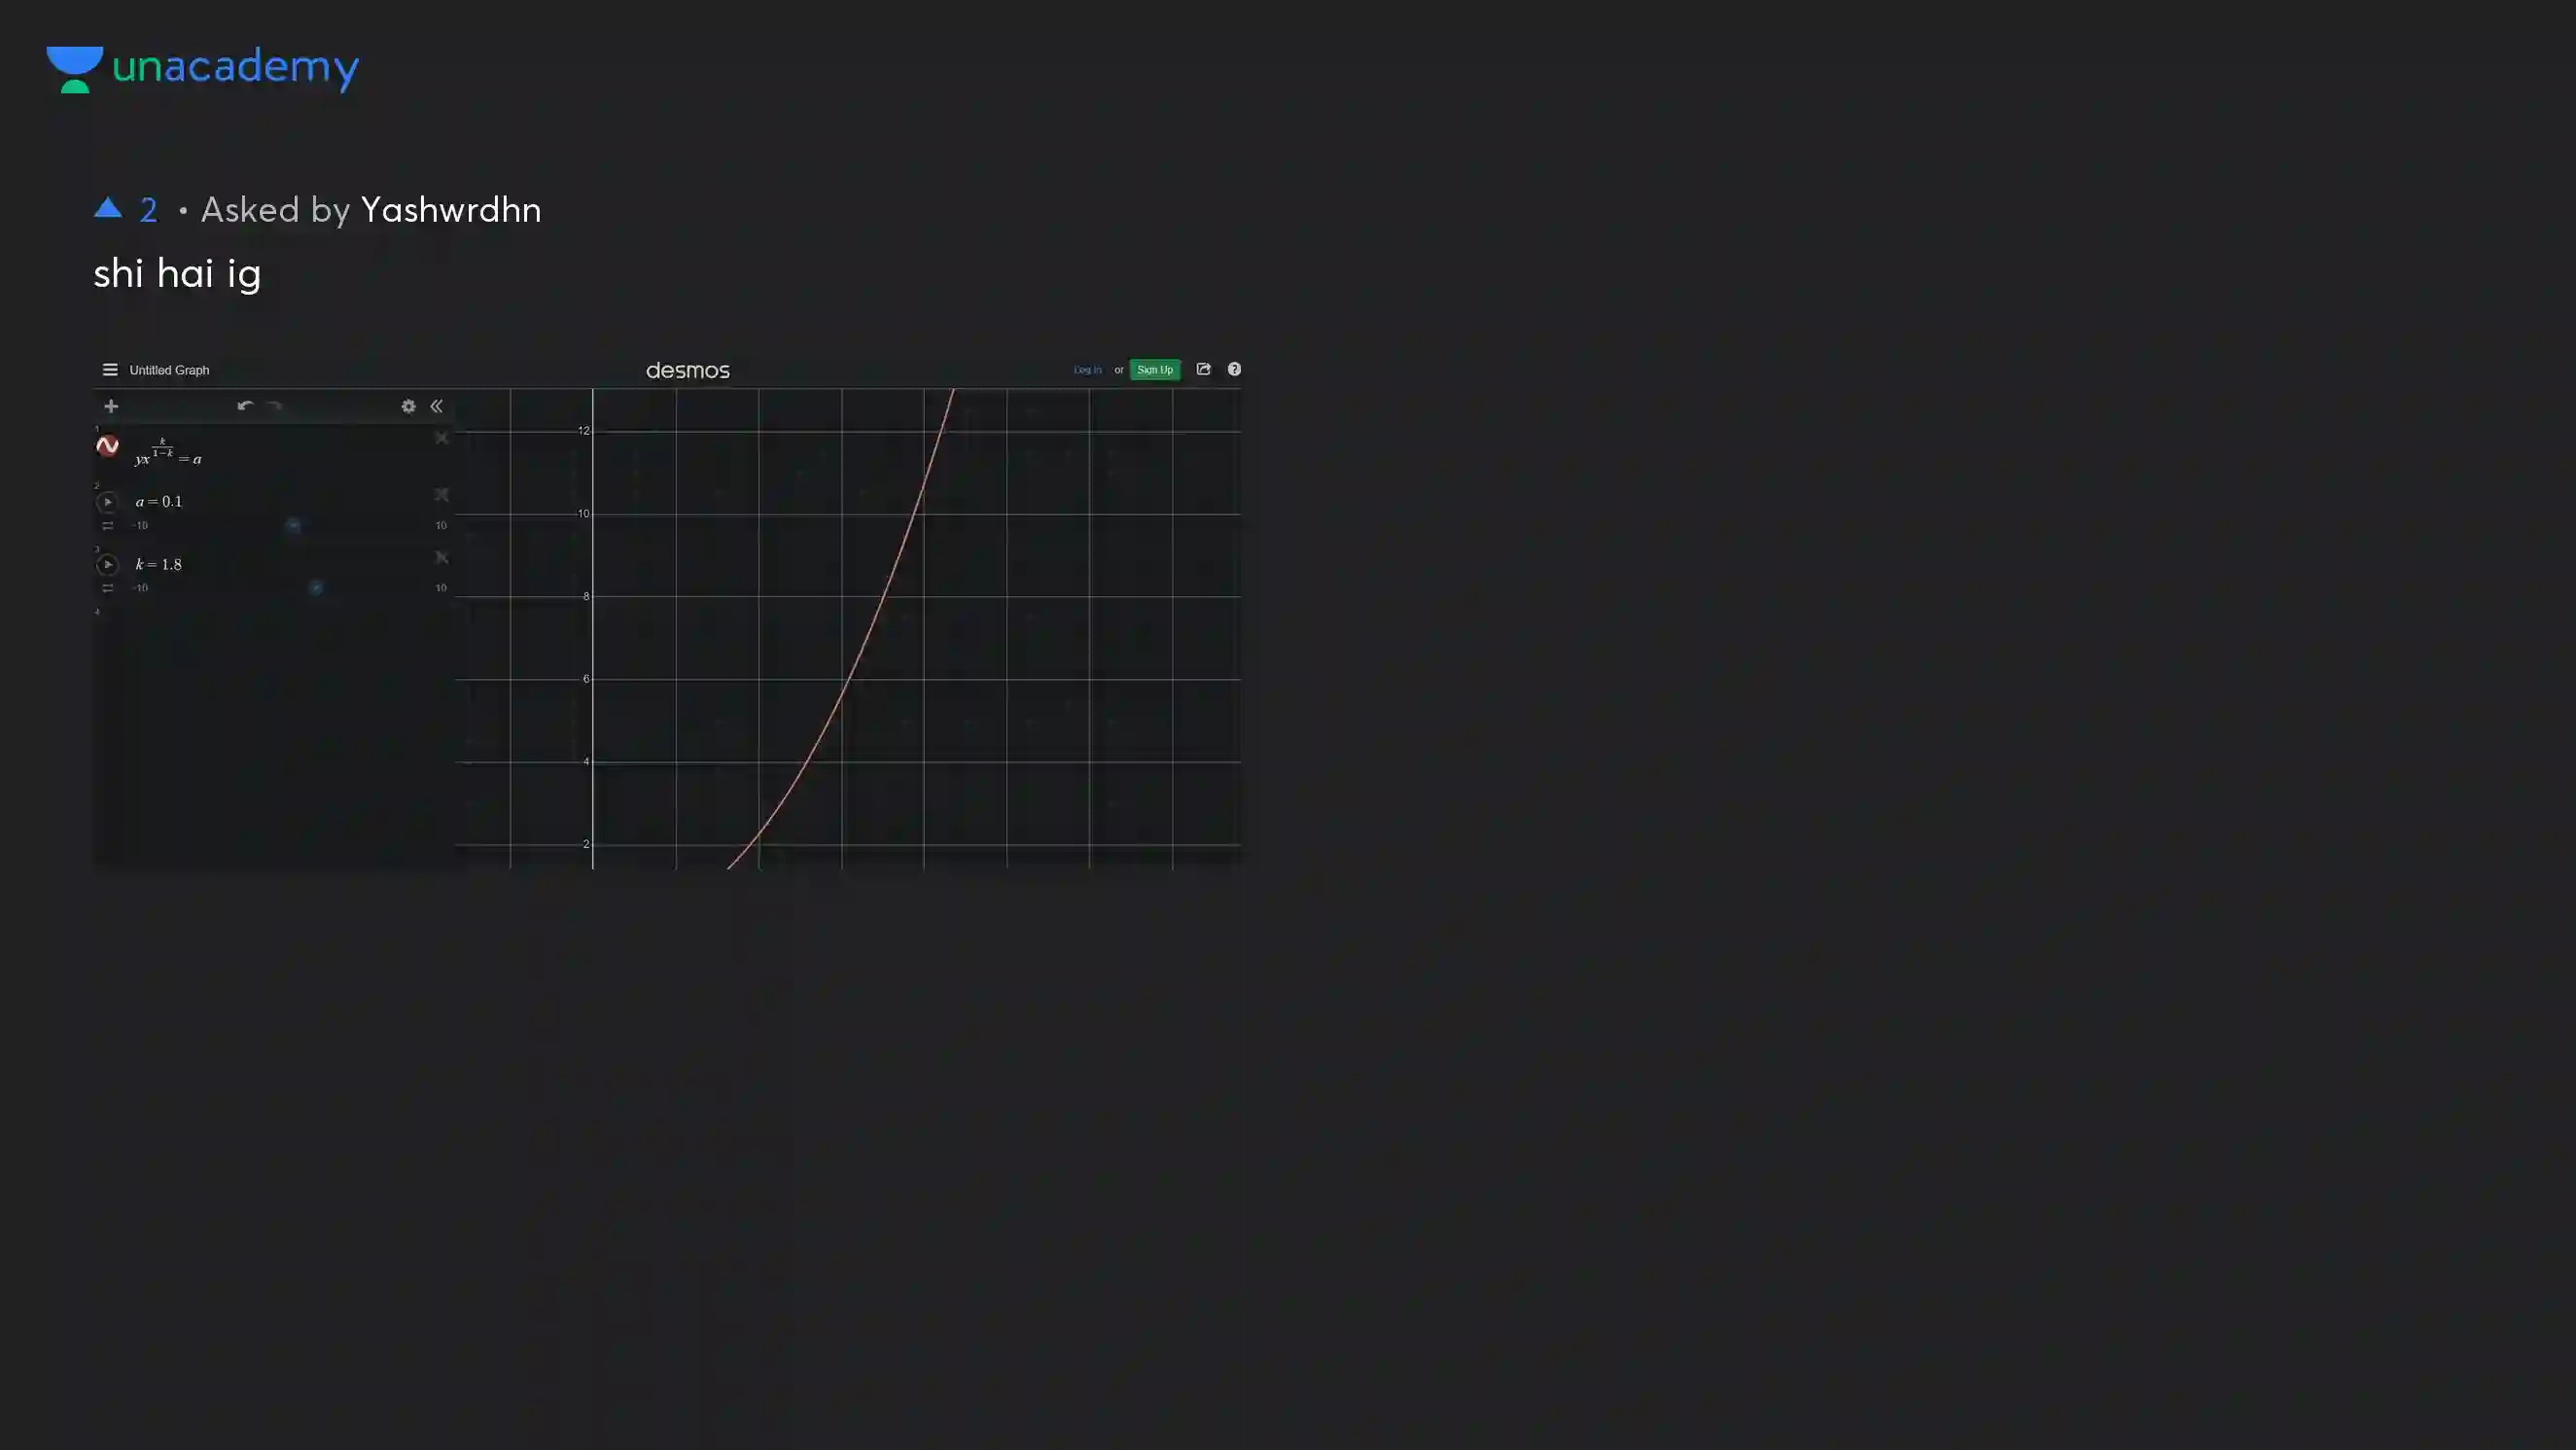 unacademy
2 • Asked by Yashwrdhn
shi hai ig
Untitled Graph
desmos
Log In or Sign Up
1
yx^{\frac{k}{1-k}} = a
2
a = 0.1
-10
10
3
k = 1.8
-10
10
4
12
10
8
6
4
2